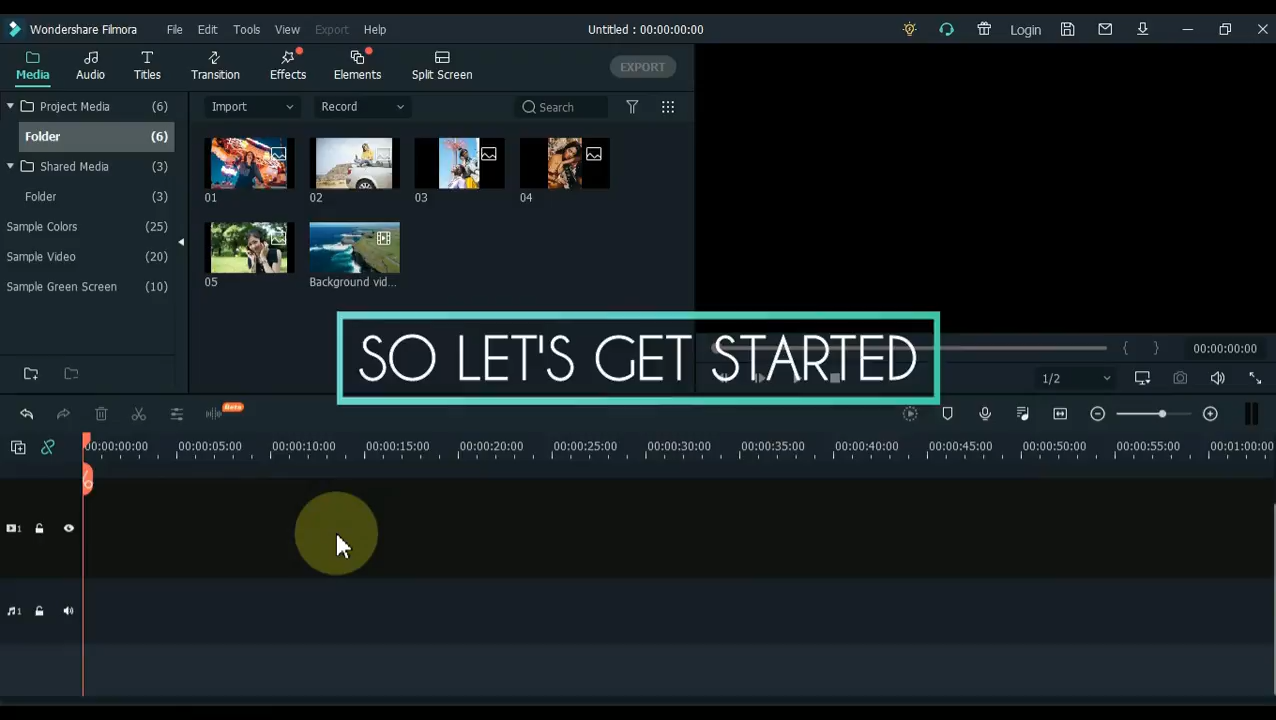 Wondershare Filmora File Edit Tools View Export Help Untitled : 00:00:00:00 Login
Media Audio Titles Transition Effects Elements Split Screen EXPORT
Project Media (6) Import Record Search
Folder (6)
Shared Media (3)
Folder (3)
Sample Colors (25)
Sample Video (20)
Sample Green Screen (10)
01 02 03 04
05 Background vid...
SO LET'S GET STARTED
{ } 00:00:00:00
1/2
Beta
00:00:00:00 00:00:05:00 00:00:10:00 00:00:15:00 00:00:20:00 00:00:25:00 00:00:30:00 00:00:35:00 00:00:40:00 00:00:45:00 00:00:50:00 00:00:55:00 00:01:00:00
1
1